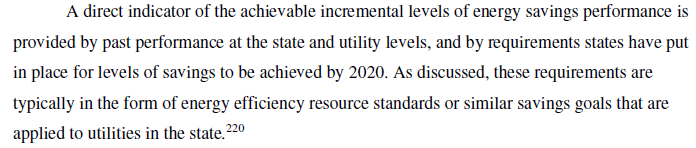 A direct indicator of the achievable incremental levels of energy savings performance is
provided by past performance at the state and utility levels, and by requirements states have put
in place for levels of savings to be achieved by 2020. As discussed, these requirements are
typically in the form of energy efficiency resource standards or similar savings goals that are
applied to utilities in the state.220